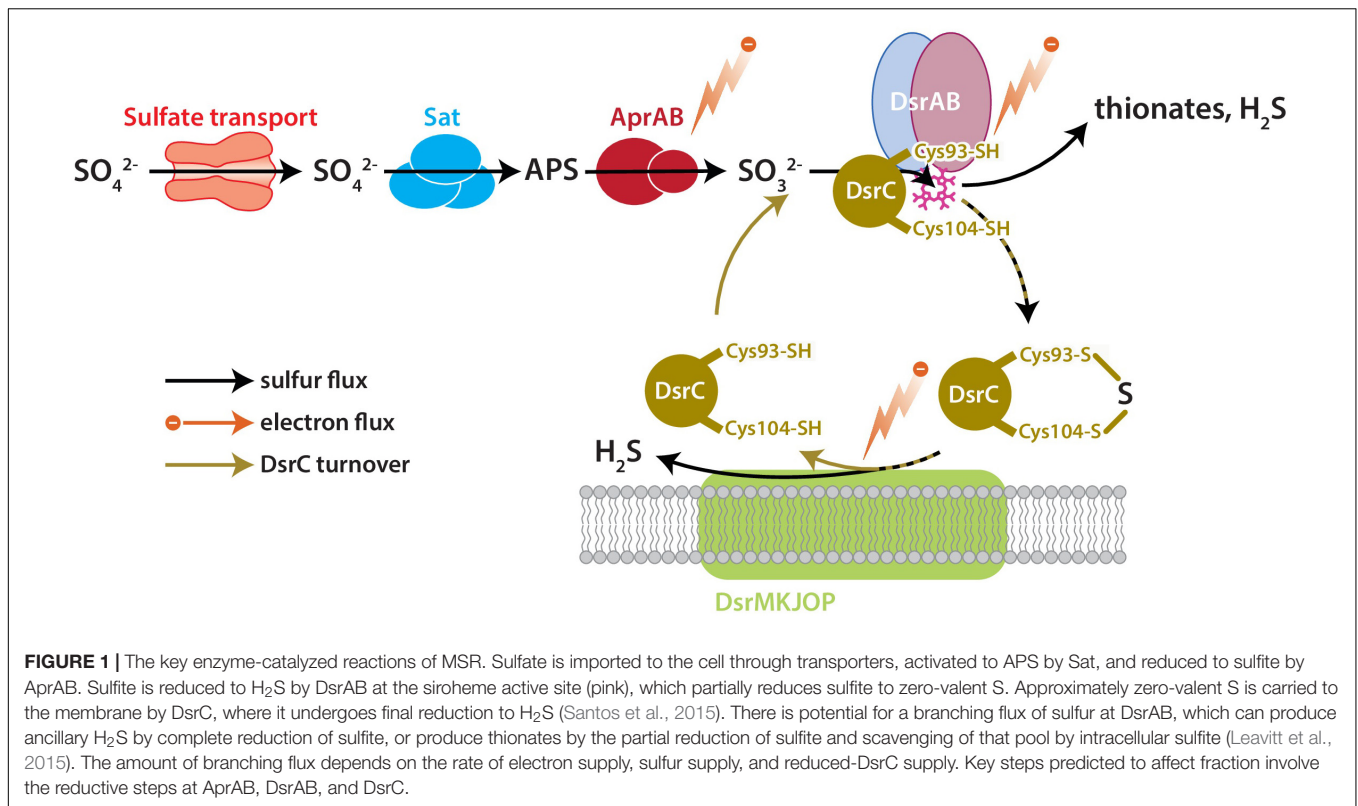 Sulfate transport
Sat
AprAB
DsrAB
thionates, H₂S
SO₄²⁻
SO₄²⁻
APS
SO₃²⁻
DsrC
Cys93-SH
Cys104-SH
sulfur flux
electron flux
DsrC turnover
DsrC
Cys93-SH
Cys104-SH
DsrC
Cys93-S
S
Cys104-S
H₂S
DsrMKJOP
FIGURE 1 | The key enzyme-catalyzed reactions of MSR. Sulfate is imported to the cell through transporters, activated to APS by Sat, and reduced to sulfite by
AprAB. Sulfite is reduced to H₂S by DsrAB at the siroheme active site (pink), which partially reduces sulfite to zero-valent S. Approximately zero-valent S is carried to
the membrane by DsrC, where it undergoes final reduction to H₂S (Santos et al., 2015). There is potential for a branching flux of sulfur at DsrAB, which can produce
ancillary H₂S by complete reduction of sulfite, or produce thionates by the partial reduction of sulfite and scavenging of that pool by intracellular sulfite (Leavitt et al.,
2015). The amount of branching flux depends on the rate of electron supply, sulfur supply, and reduced-DsrC supply. Key steps predicted to affect fraction involve
the reductive steps at AprAB, DsrAB, and DsrC.